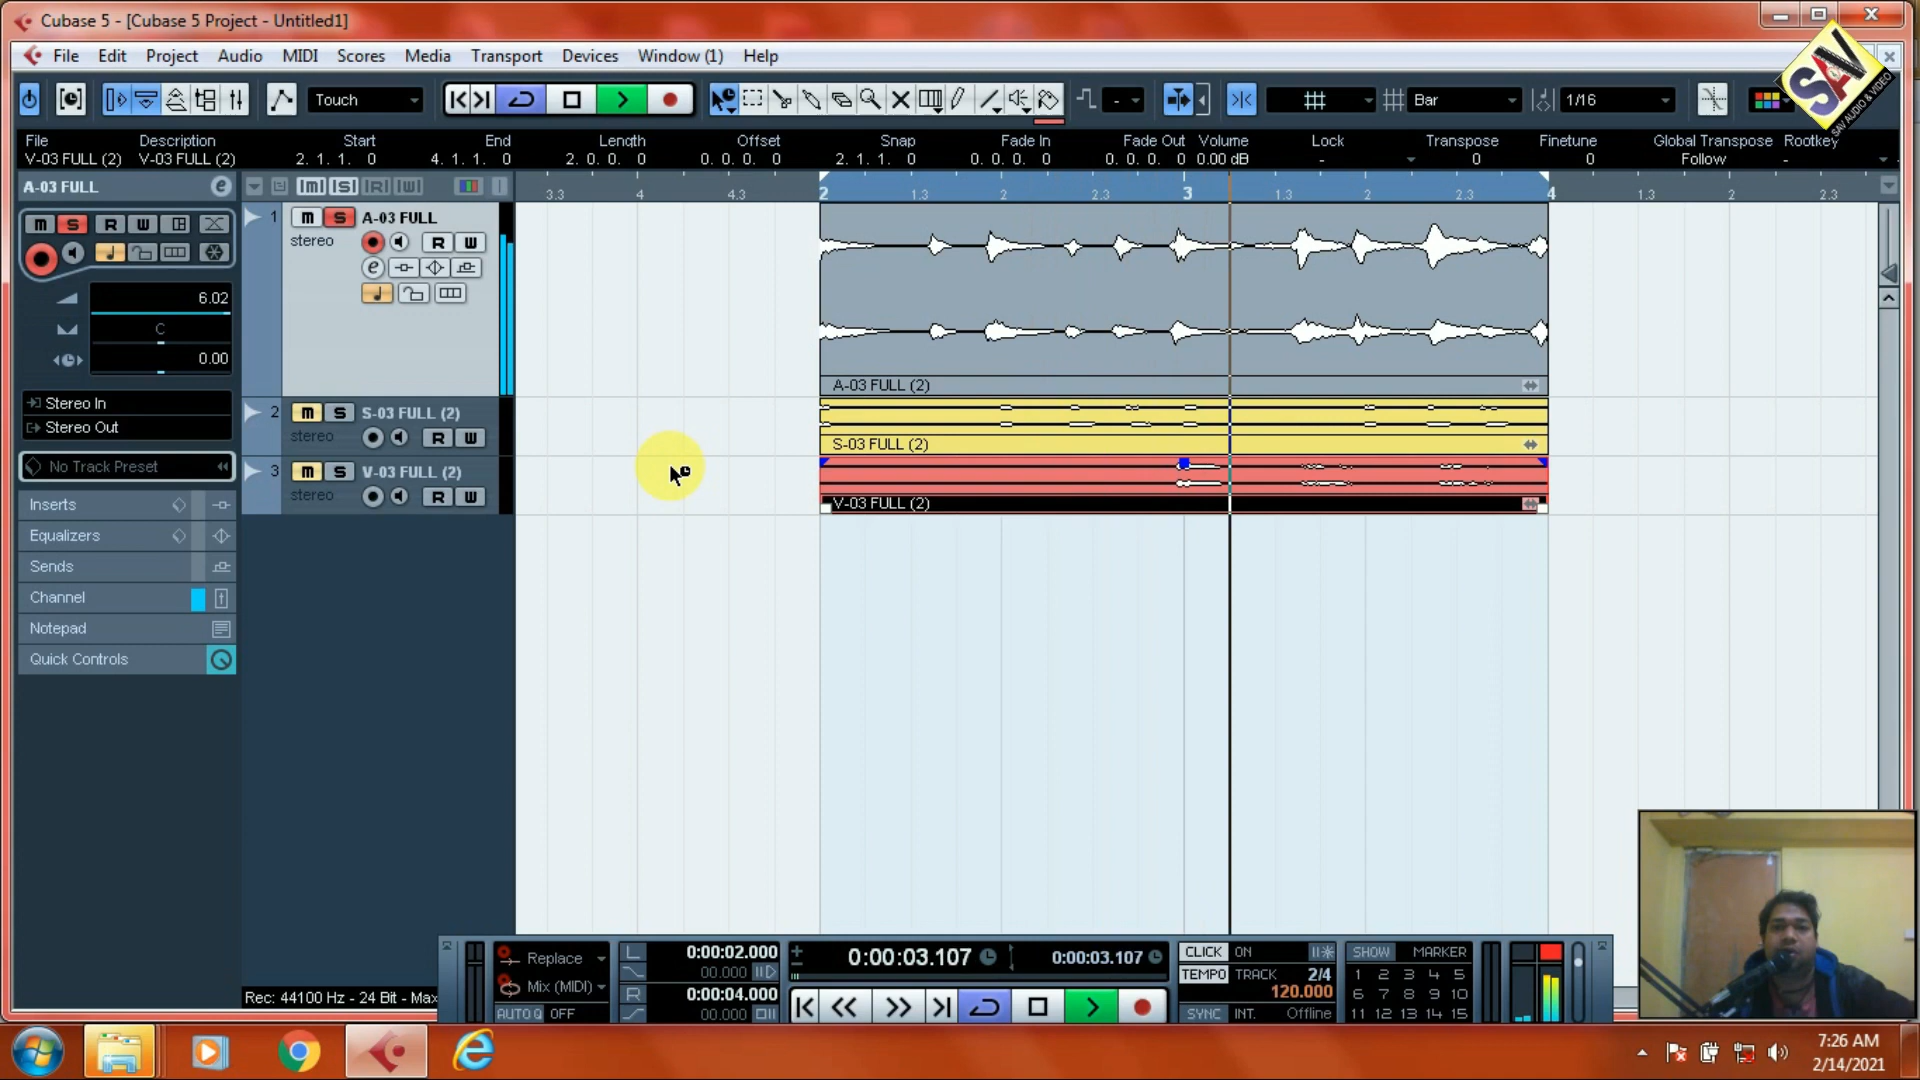 Cubase 5 - [Cubase 5 Project - Untitled1]
File Edit Project Audio MIDI Scores Media Transport Devices Window (1) Help
SAV
SAV AUDIO & VIDEO
Touch
Bar
1/16
File Description Start End Length Offset Snap Fade In Fade Out Volume Lock Transpose Finetune Global Transpose Rootkey
V-03 FULL (2) V-03 FULL (2) 2. 1. 1. 0 4. 1. 1. 0 2. 0. 0. 0 0. 0. 0. 0 2. 1. 1. 0 0. 0. 0. 0 0. 0. 0. 0 0.00 dB - 0 0 Follow -
A-03 FULL
3.3 4 4.3 2 1.3 2 2.3 3 1.3 2 2.3 4 1.3 2 2.3
M S R W
1 M S A-03 FULL
stereo R W
6.02
C
0.00
A-03 FULL (2)
Stereo In
Stereo Out
2 M S S-03 FULL (2)
stereo R W
S-03 FULL (2)
No Track Preset
3 M S V-03 FULL (2)
stereo R W
V-03 FULL (2)
Inserts
Equalizers
Sends
Channel
Notepad
Quick Controls
Rec: 44100 Hz - 24 Bit - Max
Replace
Mix (MIDI)
AUTO Q OFF
L 0:00:02.000
00.000
R 0:00:04.000
00.000
0:00:03.107 0:00:03.107
CLICK ON
TEMPO TRACK 2/4
120.000
SYNC INT. Offline
SHOW MARKER
1 2 3 4 5
6 7 8 9 10
11 12 13 14 15
7:26 AM
2/14/2021